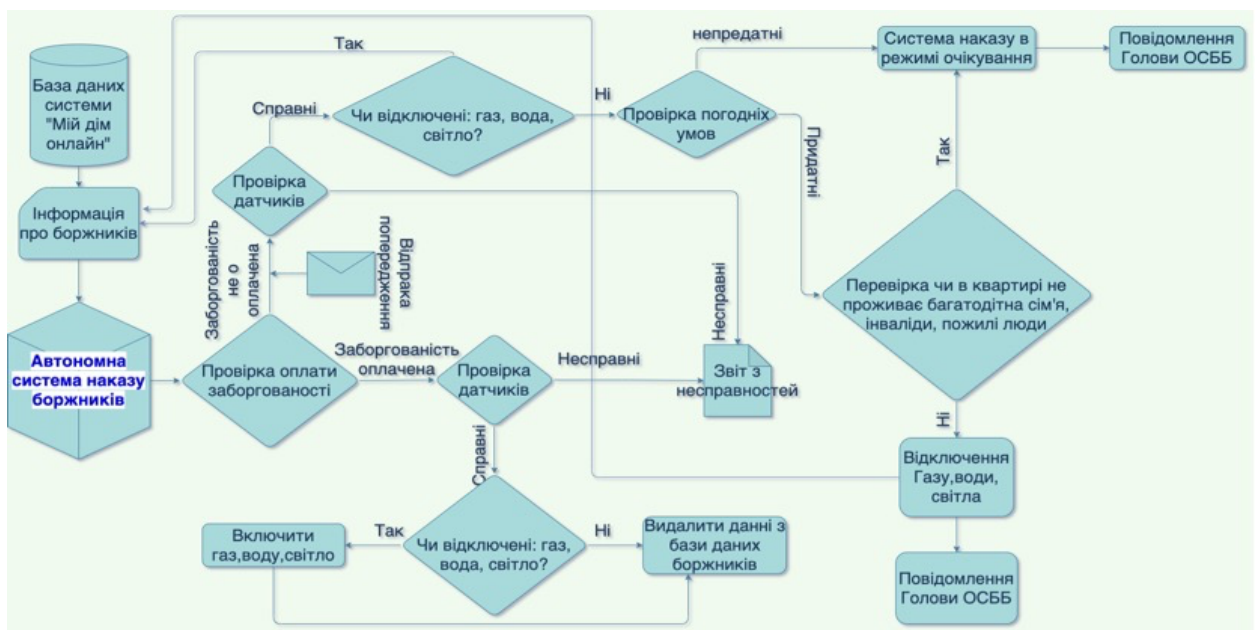 База даних
системи
"Мій дім
онлайн"
Інформація
про боржників
Автономна
система наказу
боржників
Провірка оплати
заборгованості
Заборгованість
не о
оплачена
Відпрака
попередження
Провірка
датчиків
Справні
Так
Чи відключені: газ, вода,
світло?
Ні
Провірка погодніх
умов
непредатні
Система наказу в
режимі очікування
Повідомлення
Голови ОСББ
Придатні
Так
Перевірка чи в квартирі не
проживає багатодітна сім'я,
інваліди, пожилі люди
Ні
Відключення
Газу,води,
світла
Повідомлення
Голови ОСББ
Несправні
Заборгованість
оплачена
Провірка
датчиків
Несправні
Звіт з
несправностей
Справні
Чи відключені: газ,
вода, світло?
Так
Включити
газ,воду,світло
Ні
Видалити данні з
бази даних
боржників